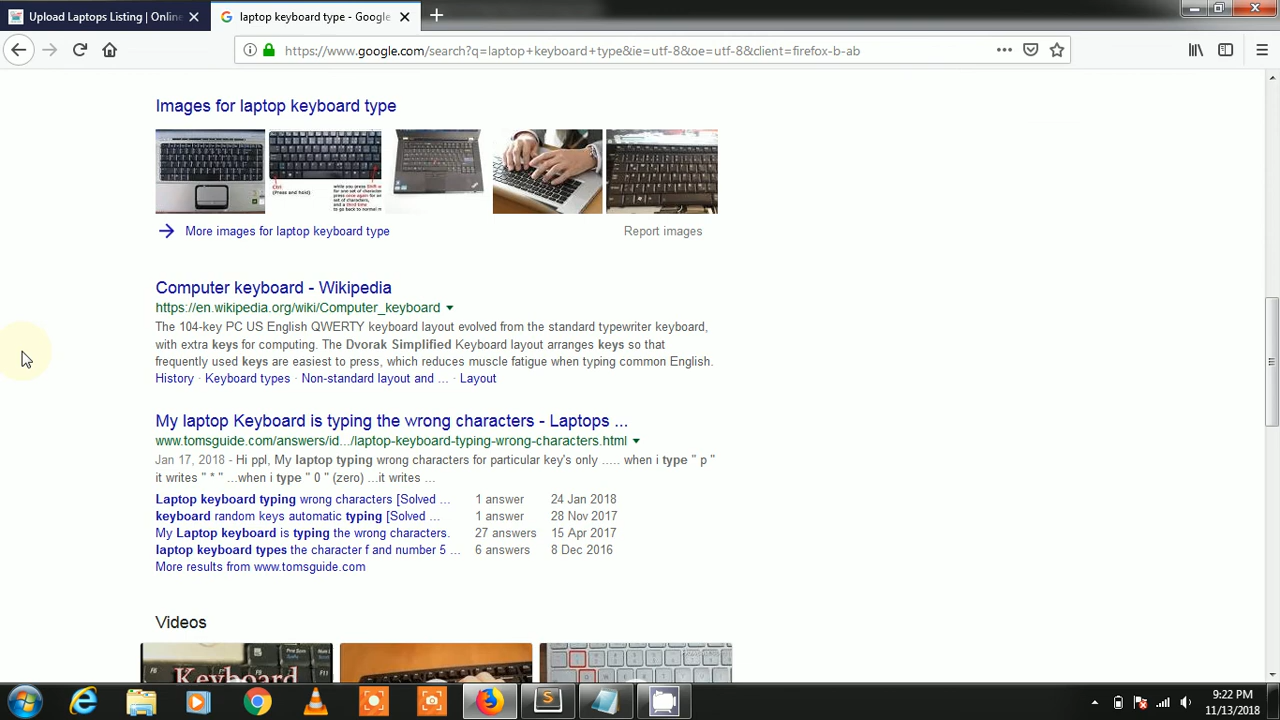 Upload Laptops Listing | Online
laptop keyboard type - Google
https://www.google.com/search?q=laptop+keyboard+type&ie=utf-8&oe=utf-8&client=firefox-b-ab
Images for laptop keyboard type
Ctrl
(Press and hold)
More images for laptop keyboard type
Report images
Computer keyboard - Wikipedia
https://en.wikipedia.org/wiki/Computer_keyboard
The 104-key PC US English QWERTY keyboard layout evolved from the standard typewriter keyboard,
with extra keys for computing. The Dvorak Simplified Keyboard layout arranges keys so that
frequently used keys are easiest to press, which reduces muscle fatigue when typing common English.
History · Keyboard types · Non-standard layout and ... · Layout
My laptop Keyboard is typing the wrong characters - Laptops ...
www.tomsguide.com/answers/id.../laptop-keyboard-typing-wrong-characters.html
Jan 17, 2018 - Hi ppl, My laptop typing wrong characters for particular key's only ..... when i type " p "
it writes " * " ...when i type " 0 " (zero) ...it writes ...
Laptop keyboard typing wrong characters [Solved ... 1 answer 24 Jan 2018
keyboard random keys automatic typing [Solved ... 1 answer 28 Nov 2017
My Laptop keyboard is typing the wrong characters. 27 answers 15 Apr 2017
laptop keyboard types the character f and number 5 ... 6 answers 8 Dec 2016
More results from www.tomsguide.com
Videos
Keyboard
9:22 PM
11/13/2018